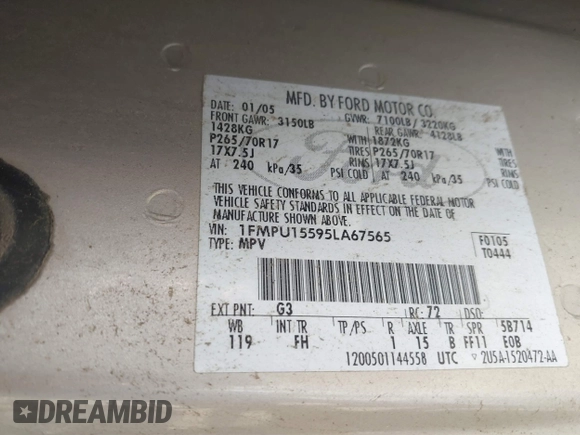 MFD. BY FORD MOTOR CO.
DATE: 01/05 GVWR: 7100LB / 3220KG
FRONT GAWR: 3150LB REAR GAWR: 4128LB
1428KG WITH 1872KG WITH
P265/70R17 TIRES P265/70R17 TIRES
17X7.5J RIMS 17X7.5J RIMS
AT 240 kPa/35 PSI COLD AT 240 kPa/35 PSI COLD
Ford
THIS VEHICLE CONFORMS TO ALL APPLICABLE FEDERAL MOTOR
VEHICLE SAFETY STANDARDS IN EFFECT ON THE DATE OF
MANUFACTURE SHOWN ABOVE.
VIN: 1FMPU15595LA67565
TYPE: MPV
F0105
T0444
EXT PNT: G3 RC: 72 DSO:
WB INT TR TP/PS R AXLE TR SPR 5B714
119 FH 1 15 B FF11 E0B
1200501144558 UTC 2U5A-1520472-AA
DREAMBID